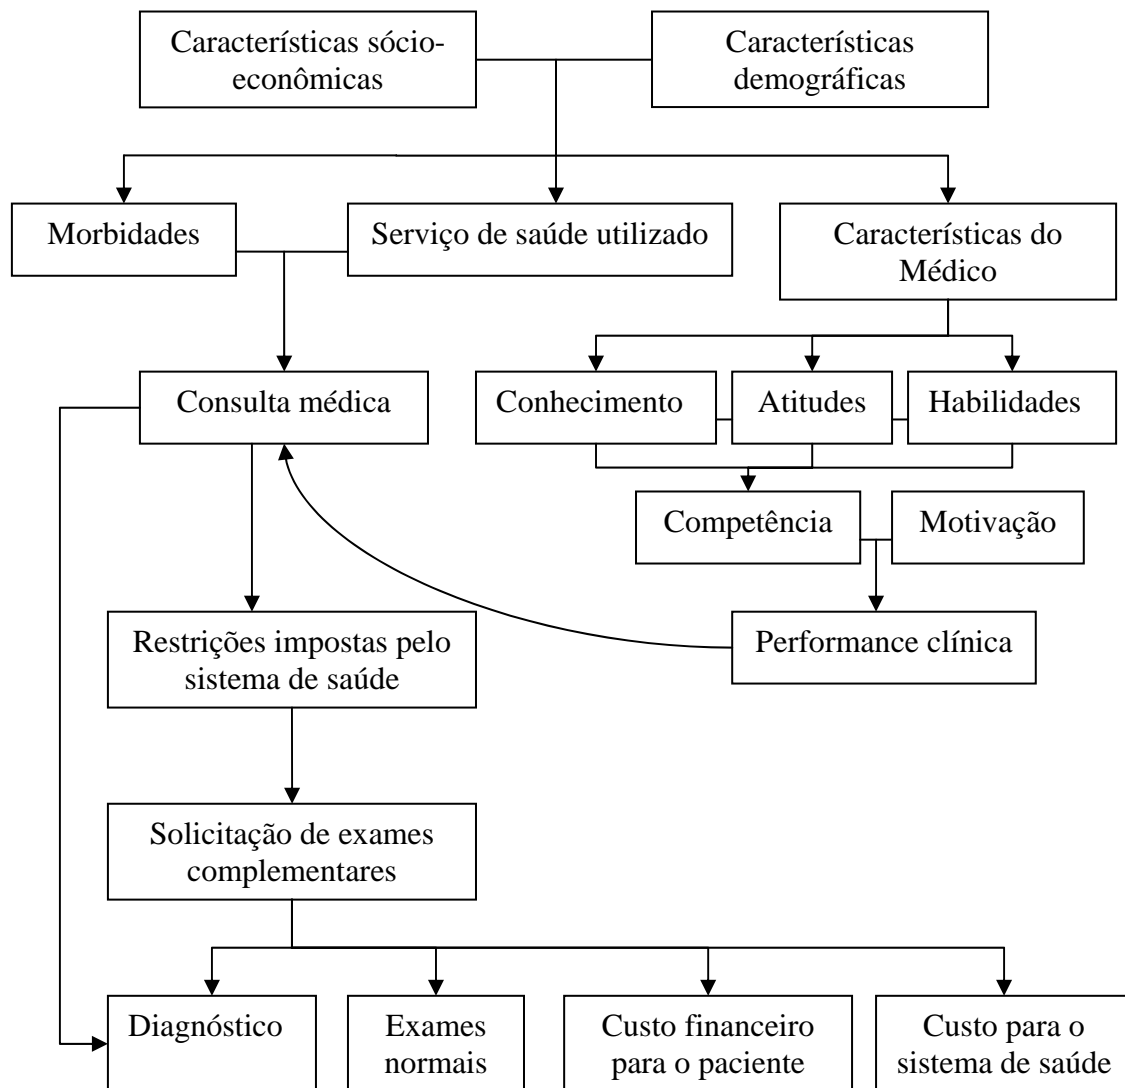 Características sócio-
econômicas
Características
demográficas
Morbidades
Serviço de saúde utilizado
Características do
Médico
Consulta médica
Conhecimento
Atitudes
Habilidades
Competência
Motivação
Restrições impostas pelo
sistema de saúde
Performance clínica
Solicitação de exames
complementares
Diagnóstico
Exames
normais
Custo financeiro
para o paciente
Custo para o
sistema de saúde